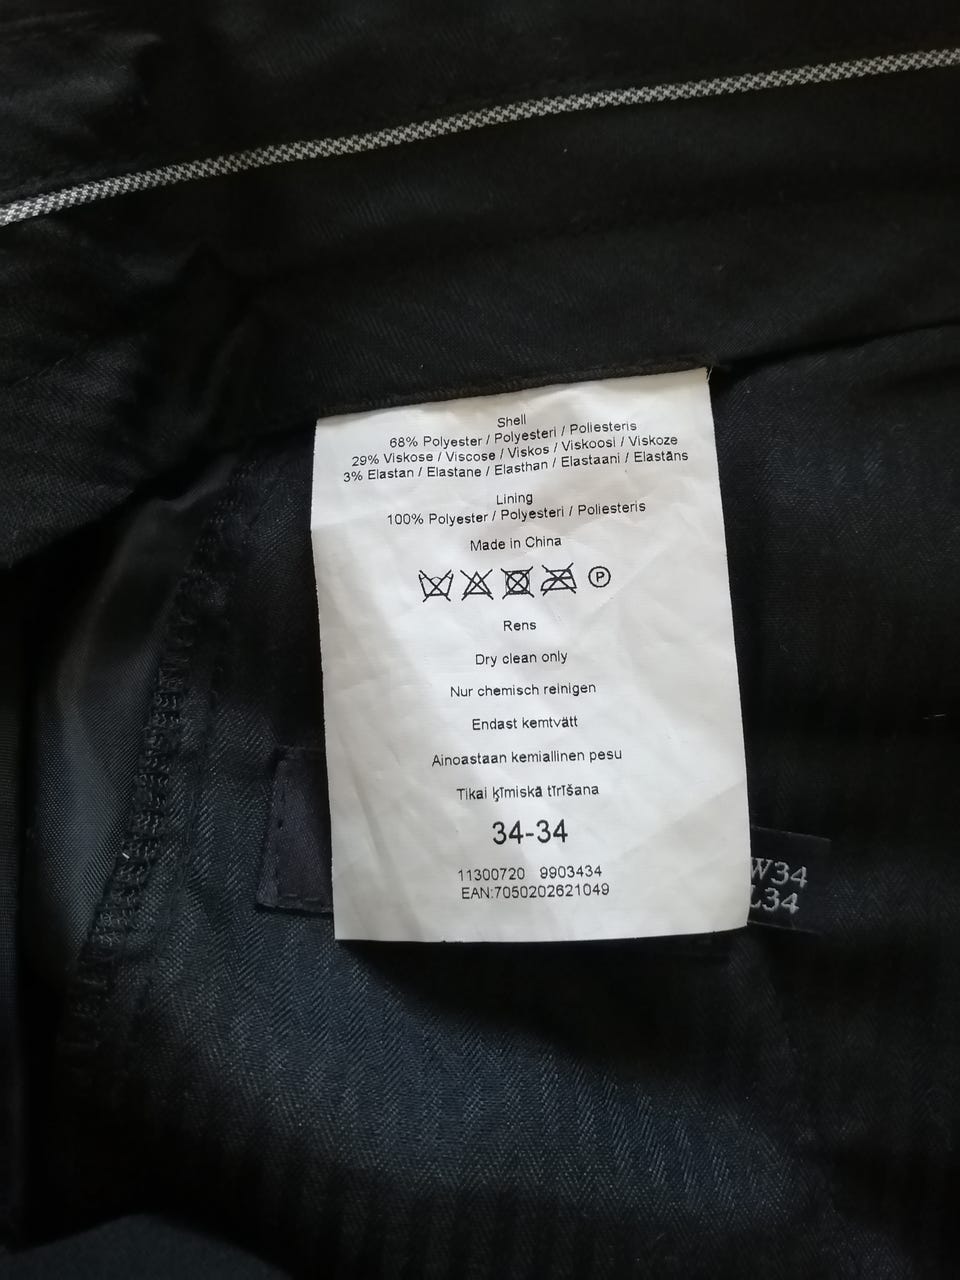 Shell
68% Polyester / Polyesteri / Poliesteris
29% Viskose / Viscose / Viskos / Viskoosi / Viskoze
3% Elastan / Elastane / Elasthan / Elastaani / Elastāns
Lining
100% Polyester / Polyesteri / Poliesteris
Made in China
P
Rens
Dry clean only
Nur chemisch reinigen
Endast kemtvätt
Ainoastaan kemiallinen pesu
Tikai ķīmiskā tīrīšana
34-34
11300720 9903434
EAN:7050202621049
W34
L34